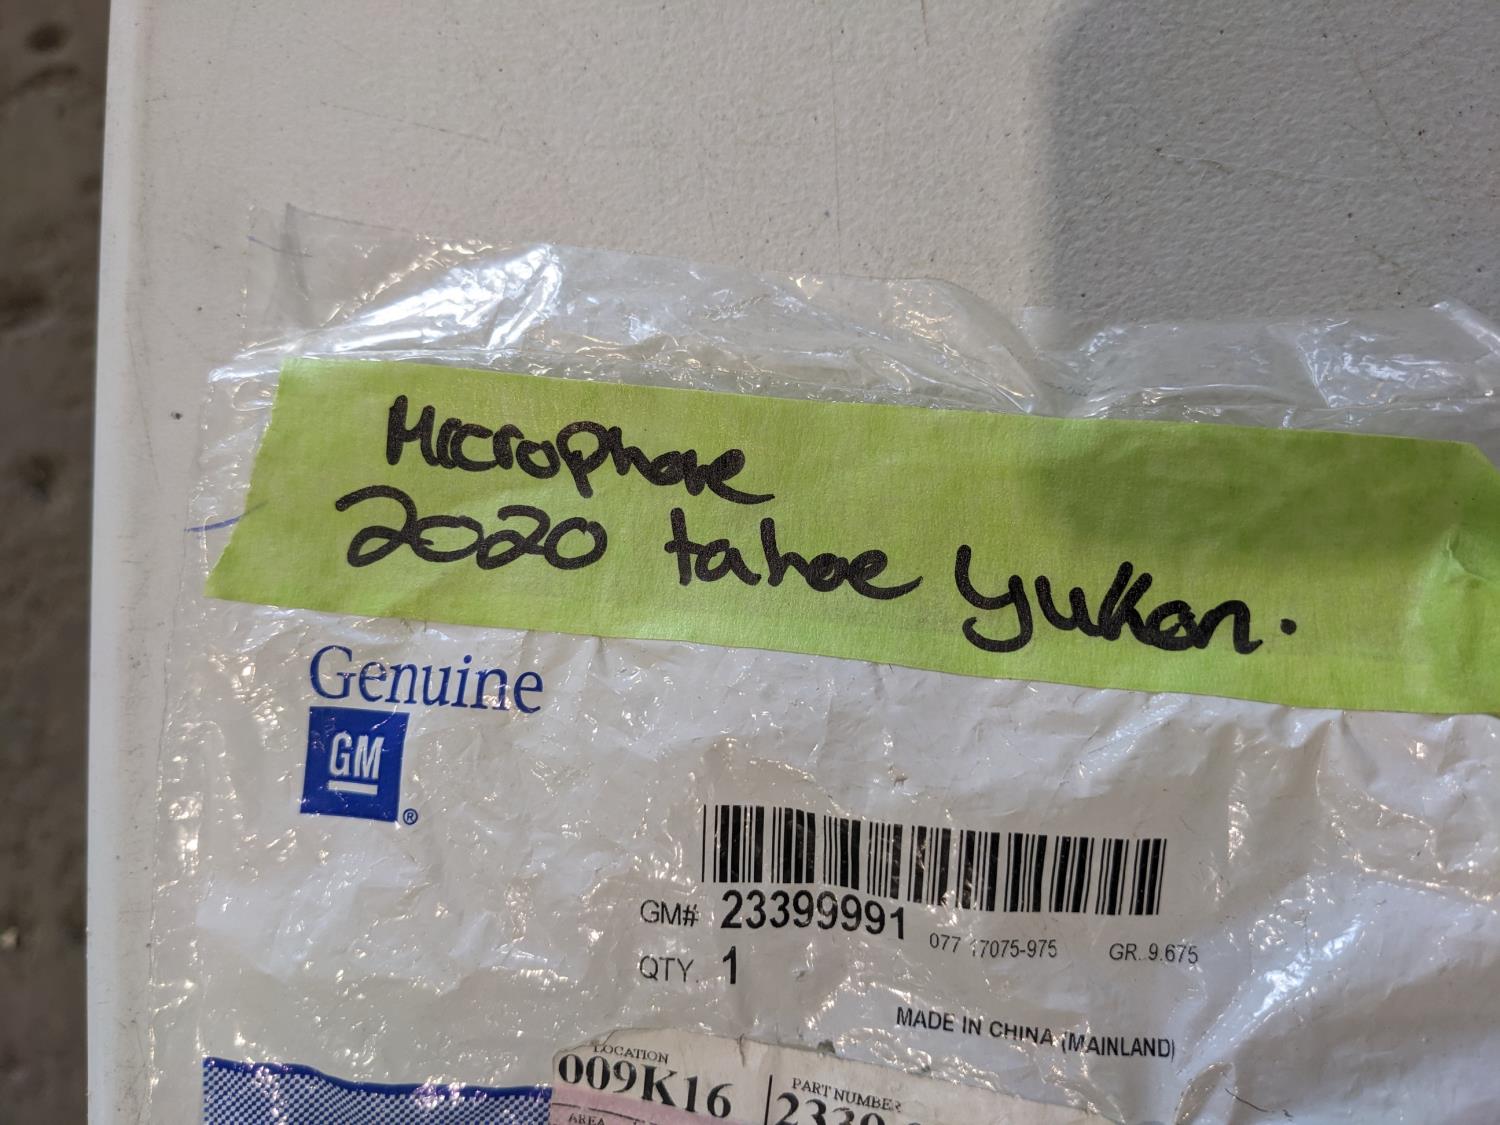 Microphone
2020 tahoe Yukon.
Genuine
GM
®
GM# 23399991
077 17075-975 GR. 9.675
QTY. 1
MADE IN CHINA (MAINLAND)
LOCATION
009K16
PART NUMBER
AREA